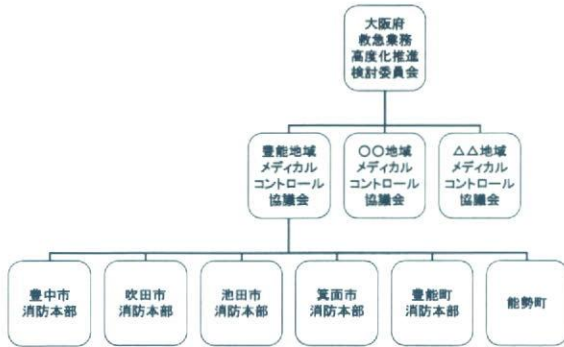 大阪府
救急業務
高度化推進
検討委員会
豊能地域
メディカル
コントロール
協議会
〇〇地域
メディカル
コントロール
協議会
△△地域
メディカル
コントロール
協議会
豊中市
消防本部
吹田市
消防本部
池田市
消防本部
箕面市
消防本部
豊能町
消防本部
能勢町